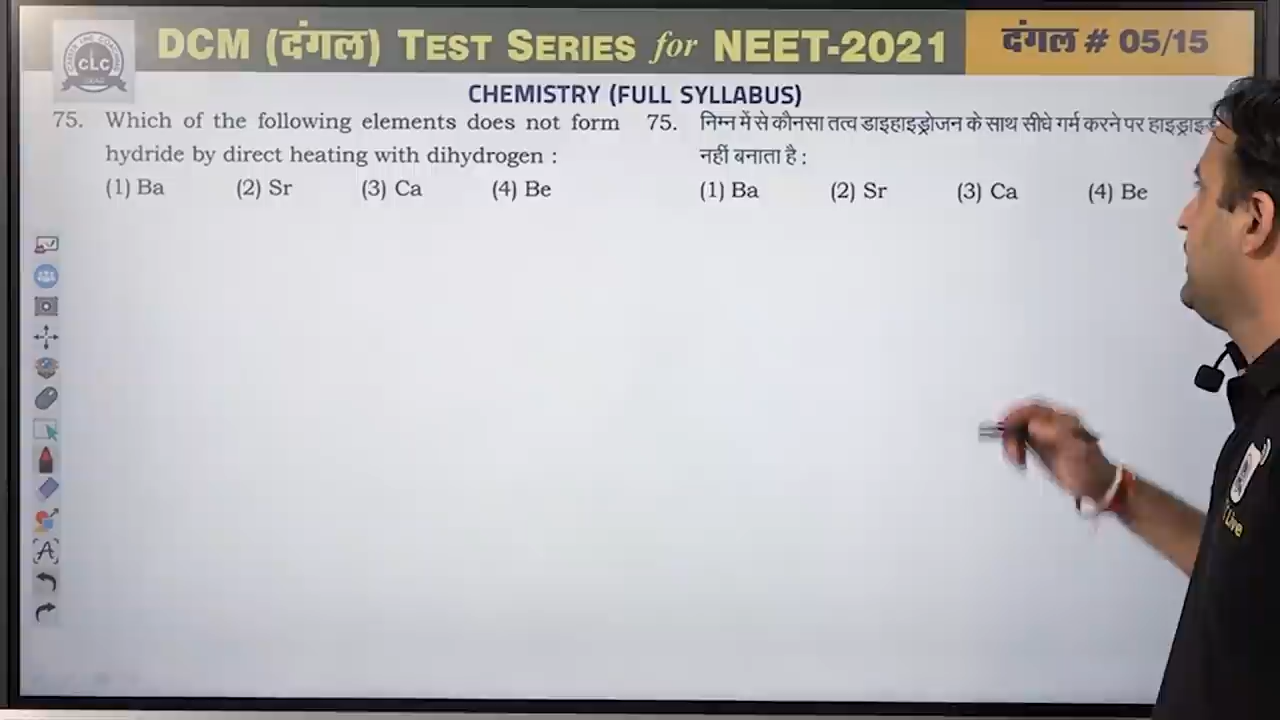 DCM (दंगल) TEST SERIES for NEET-2021
दंगल # 05/15
CLC
CHEMISTRY (FULL SYLLABUS)
75. Which of the following elements does not form
hydride by direct heating with dihydrogen :
(1) Ba (2) Sr (3) Ca (4) Be
75. निम्न में से कौनसा तत्व डाइहाइड्रोजन के साथ सीधे गर्म करने पर हाइड्राइड
नहीं बनाता है :
(1) Ba (2) Sr (3) Ca (4) Be
Live